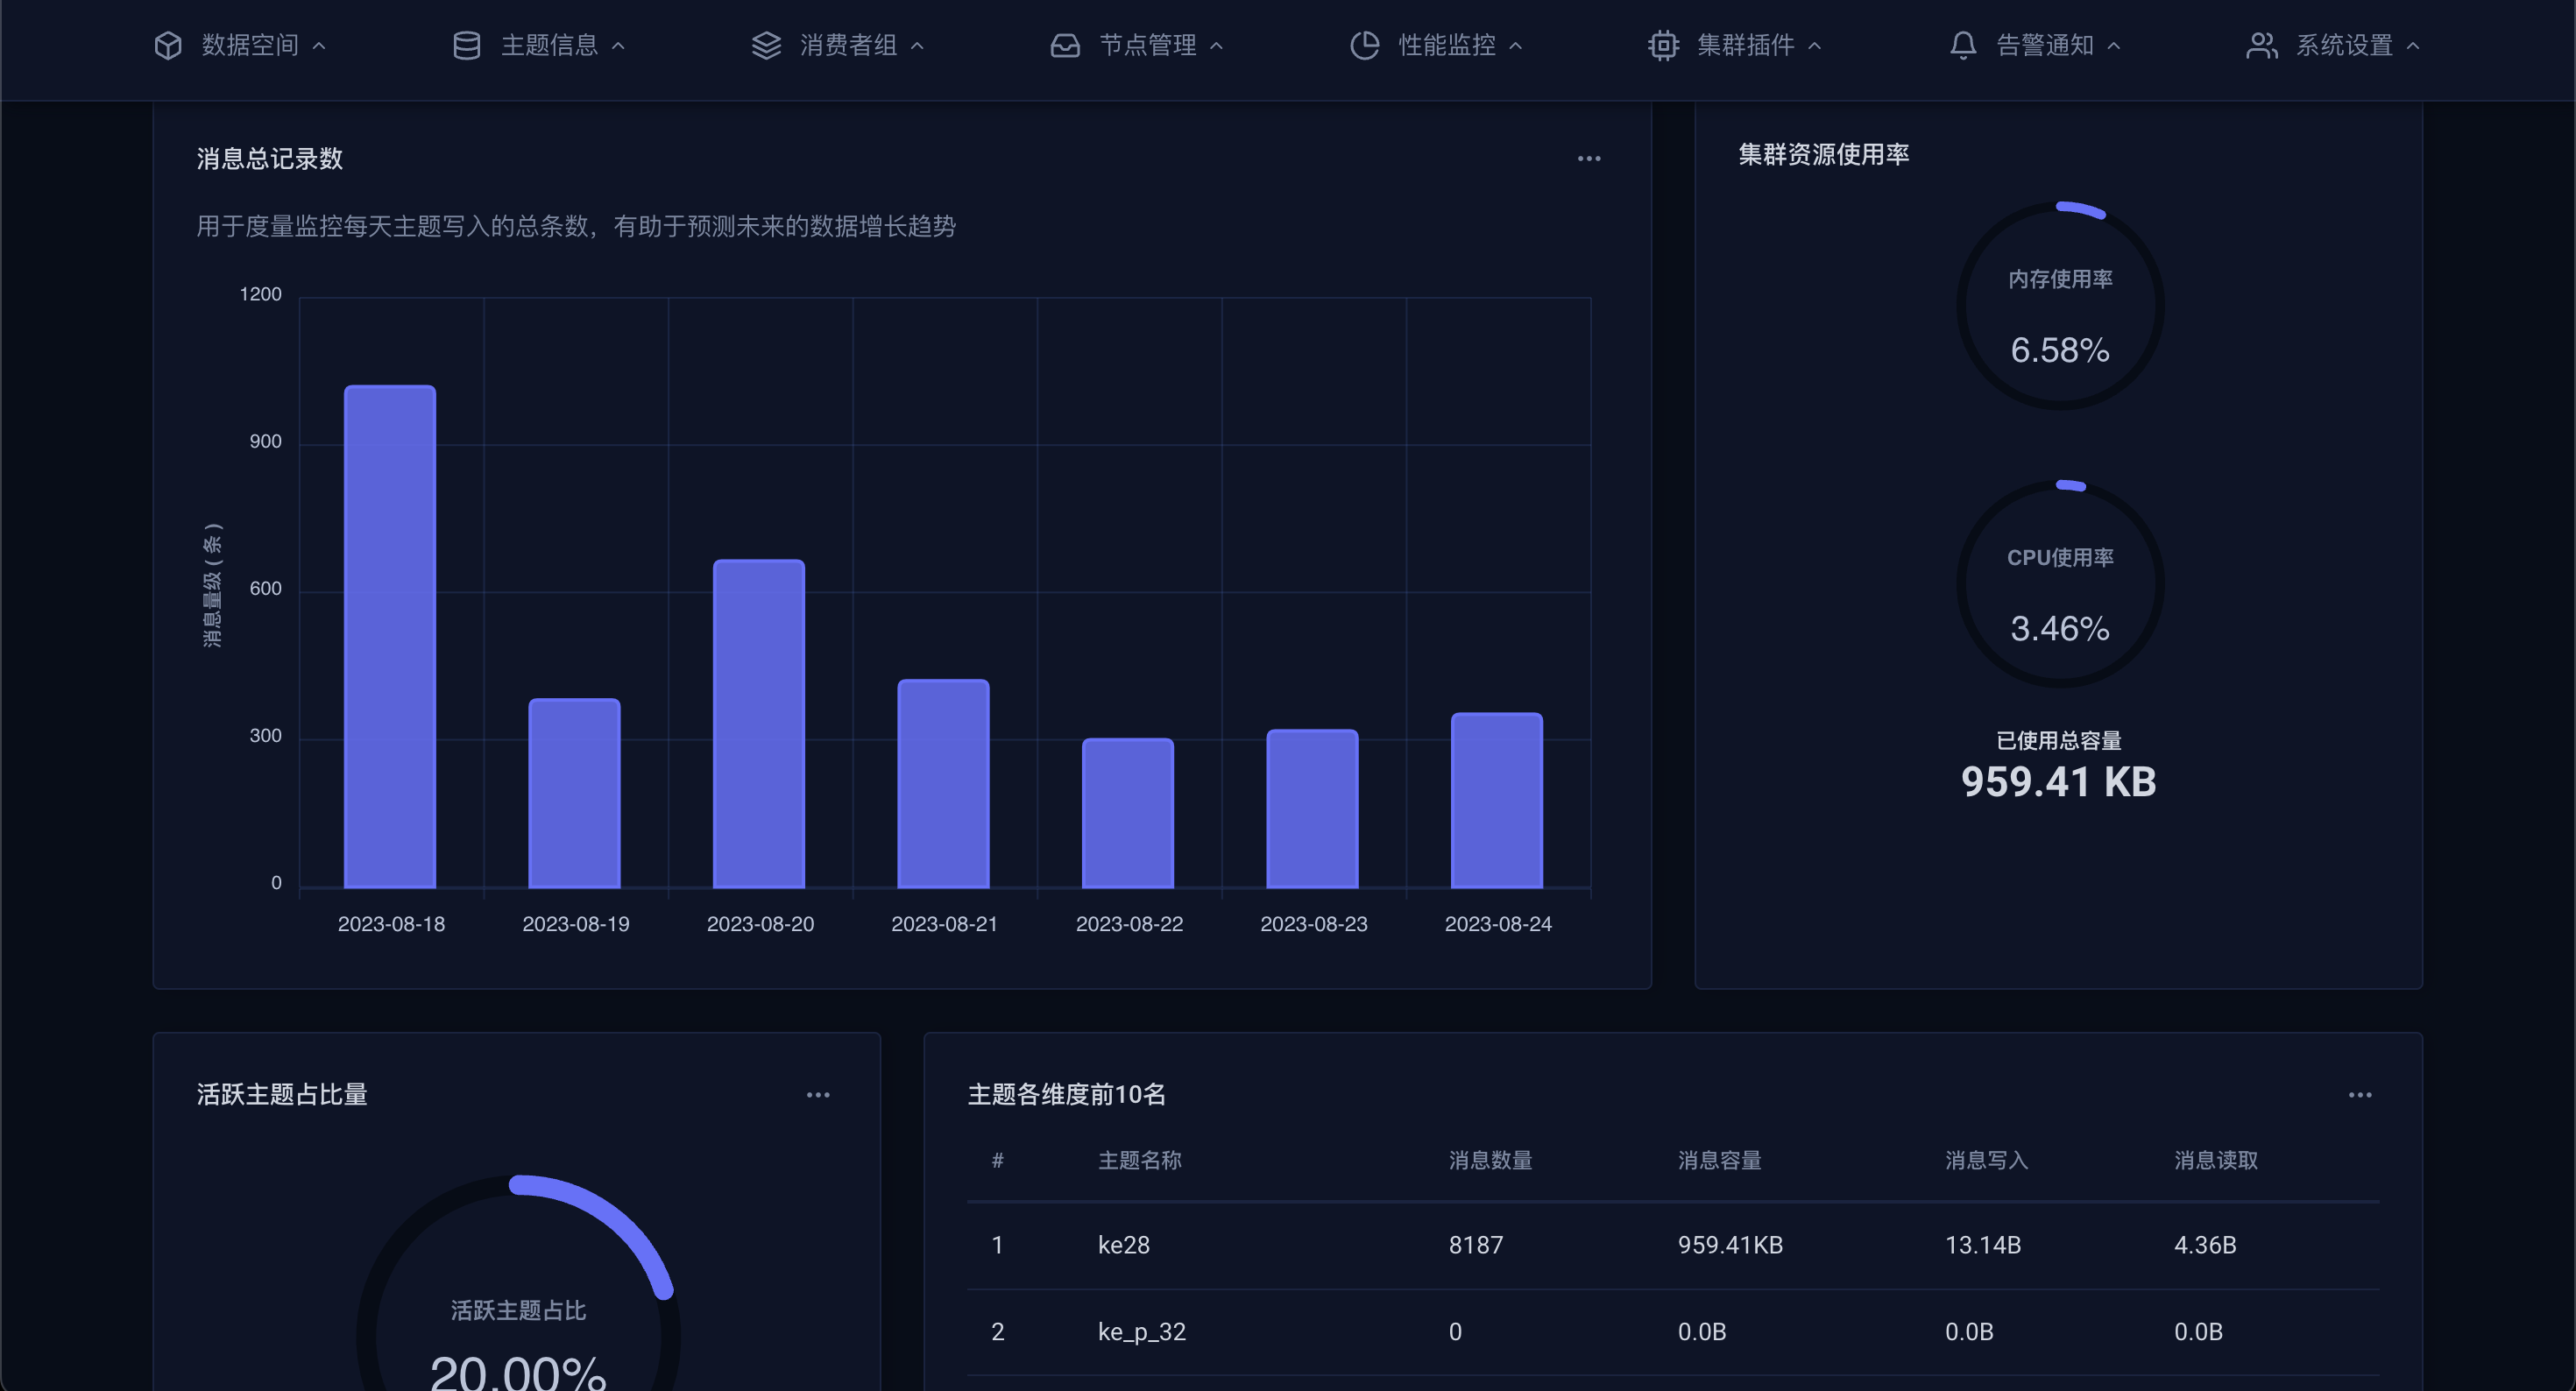 数据空间
主题信息
消费者组
节点管理
性能监控
集群插件
告警通知
系统设置
消息总记录数
用于度量监控每天主题写入的总条数，有助于预测未来的数据增长趋势
消息量级(条)
1200
900
600
300
0
2023-08-18
2023-08-19
2023-08-20
2023-08-21
2023-08-22
2023-08-23
2023-08-24
集群资源使用率
内存使用率
6.58%
CPU使用率
3.46%
已使用总容量
959.41 KB
活跃主题占比量
活跃主题占比
20.00%
主题各维度前10名
# 主题名称 消息数量 消息容量 消息写入 消息读取
1 ke28 8187 959.41KB 13.14B 4.36B
2 ke_p_32 0 0.0B 0.0B 0.0B